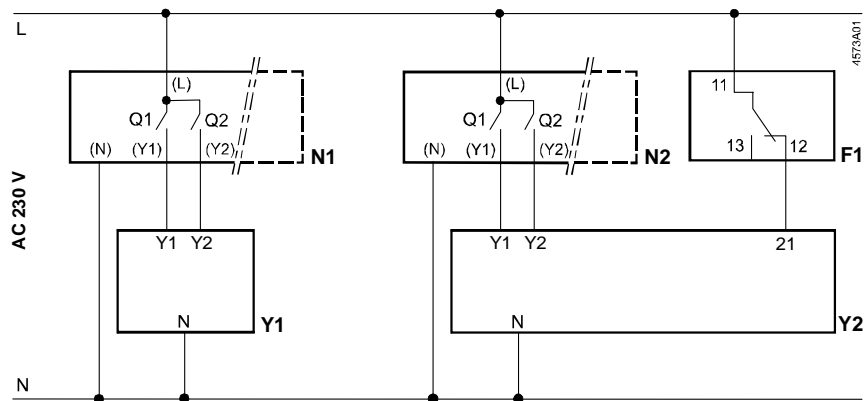 L
4573A01
(L)
(L)
11
Q1 Q2
Q1 Q2
(N) (Y1) (Y2) N1
(N) (Y1) (Y2) N2
13 12 F1
AC 230 V
Y1 Y2
Y1 Y2 21
N Y1
N Y2
N